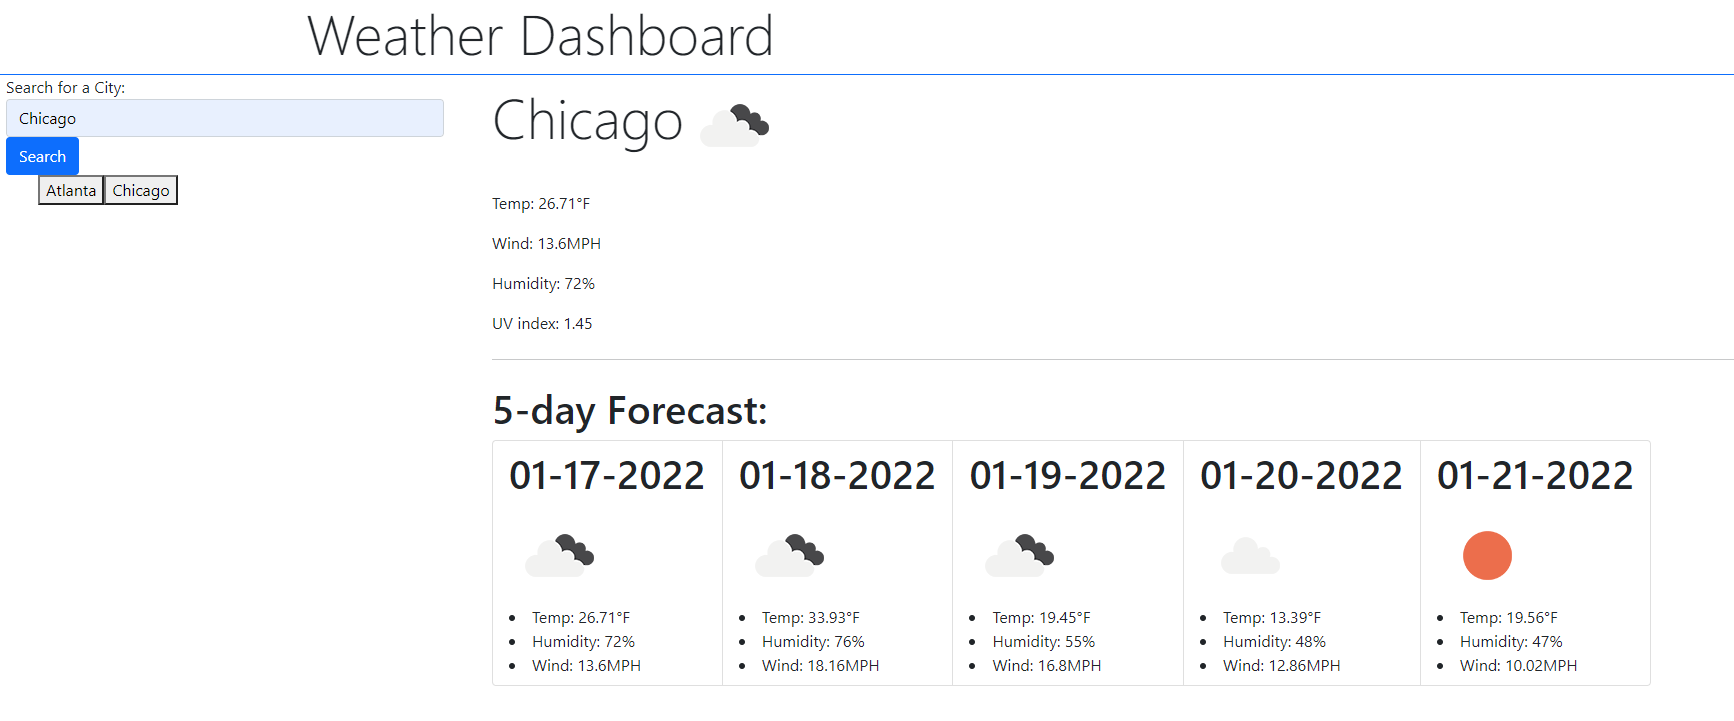 Weather Dashboard
Search for a City:
Chicago
Search
Atlanta Chicago
Chicago
Temp: 26.71°F
Wind: 13.6MPH
Humidity: 72%
UV index: 1.45
5-day Forecast:
01-17-2022
Temp: 26.71°F
Humidity: 72%
Wind: 13.6MPH
01-18-2022
Temp: 33.93°F
Humidity: 76%
Wind: 18.16MPH
01-19-2022
Temp: 19.45°F
Humidity: 55%
Wind: 16.8MPH
01-20-2022
Temp: 13.39°F
Humidity: 48%
Wind: 12.86MPH
01-21-2022
Temp: 19.56°F
Humidity: 47%
Wind: 10.02MPH